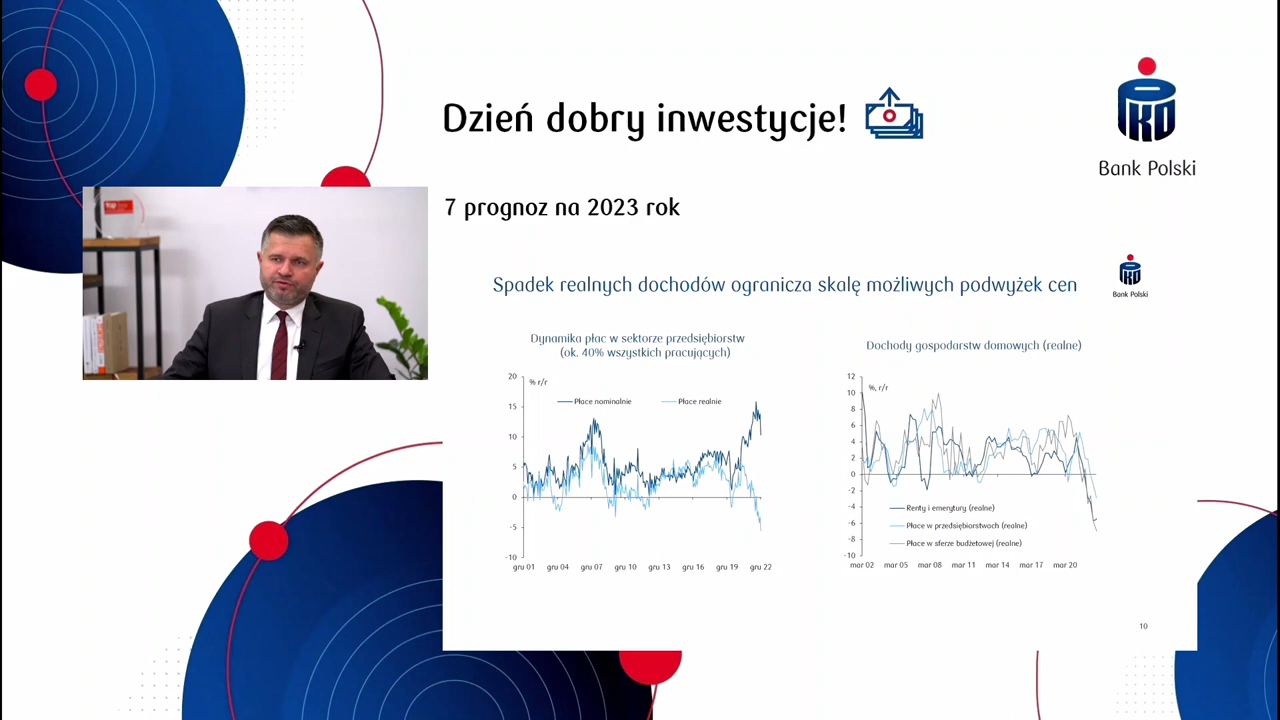 Dzień dobry inwestycje!
PKO
Bank Polski
7 prognoz na 2023 rok
Spadek realnych dochodów ogranicza skalę możliwych podwyżek cen
PKO
Bank Polski
Dynamika płac w sektorze przedsiębiorstw
(ok. 40% wszystkich pracujących)
20
15
10
5
0
-5
-10
% r/r
Płace nominalnie
Płace realnie
gru 01 gru 04 gru 07 gru 10 gru 13 gru 16 gru 19 gru 22
Dochody gospodarstw domowych (realne)
12
10
8
6
4
2
0
-2
-4
-6
-8
-10
%, r/r
Renty i emerytury (realne)
Płace w przedsiębiorstwach (realne)
Płace w sferze budżetowej (realne)
mar 02 mar 05 mar 08 mar 11 mar 14 mar 17 mar 20
10